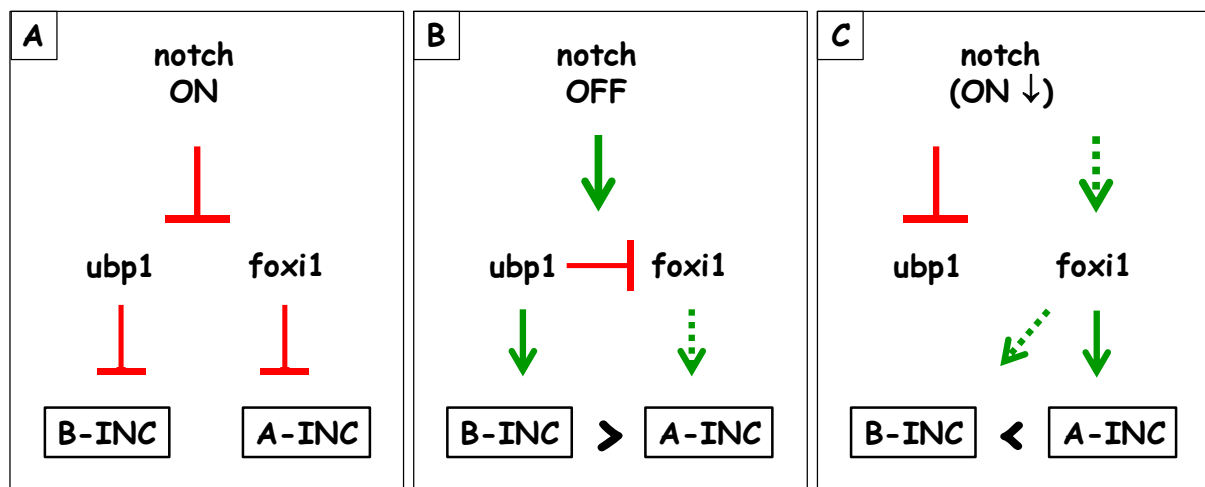 A
notch
ON
ubp1 foxi1
B-INC A-INC
B
notch
OFF
ubp1 foxi1
B-INC > A-INC
C
notch
(ON ↓)
ubp1 foxi1
B-INC < A-INC